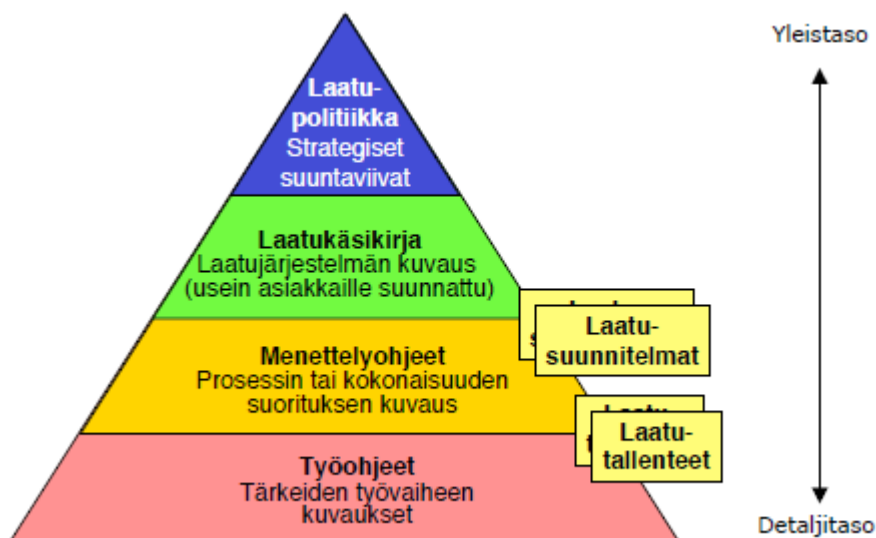 Yleistaso
Laatu-
politiikka
Strategiset
suuntaviivat
Laatukäsikirja
Laatujärjestelmän kuvaus
(usein asiakkaille suunnattu)
Laatu-
suunnitelmat
Menettelyohjeet
Prosessin tai kokonaisuuden
suorituksen kuvaus
Laatu-
tallenteet
Työohjeet
Tärkeiden työvaiheen
kuvaukset
Detaljitaso